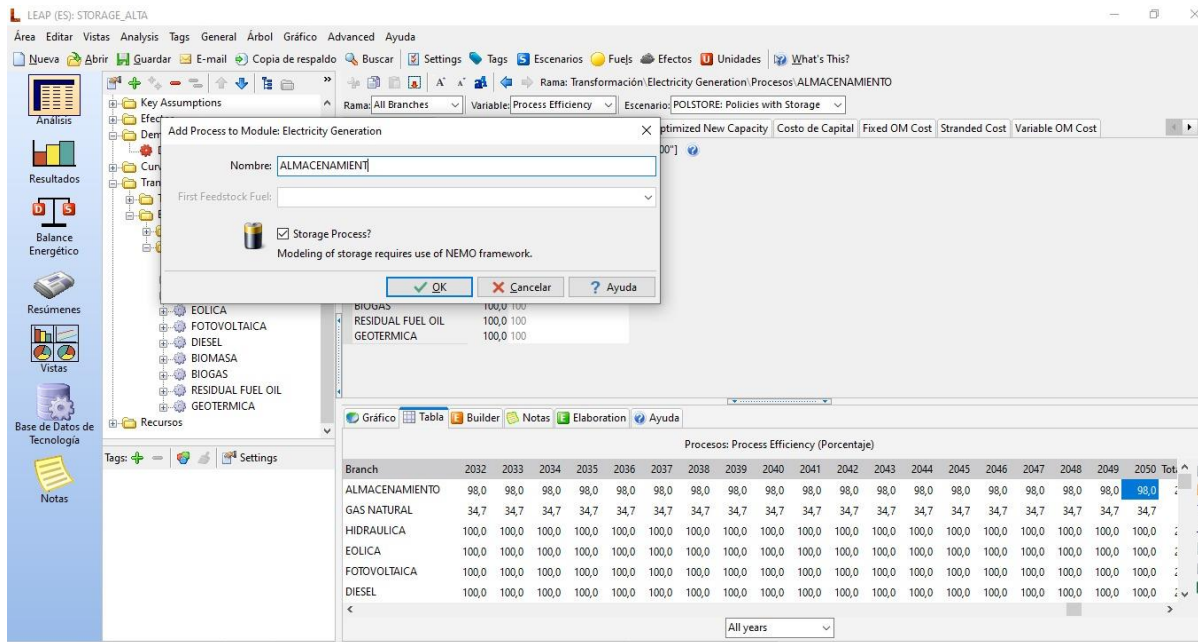 LEAP (ES): STORAGE_ALTA
Área Editar Vistas Analysis Tags General Árbol Gráfico Advanced Ayuda
Nueva Abrir Guardar E-mail Copia de respaldo Buscar Settings Tags Escenarios Fuels Efectos Unidades What's This?
Rama: Transformación\Electricity Generation\Procesos\ALMACENAMIENTO
Rama: All Branches Variable: Process Efficiency Escenario: POLSTORE: Policies with Storage
ptimized New Capacity Costo de Capital Fixed OM Cost Stranded Cost Variable OM Cost
Análisis
Resultados
Balance
Energético
Resúmenes
Vistas
Base de Datos de
Tecnología
Notas
Key Assumptions
Efec
Dem
Curv
Tran
Add Process to Module: Electricity Generation
Nombre: ALMACENAMIENT
First Feedstock Fuel:
Storage Process?
Modeling of storage requires use of NEMO framework.
OK Cancelar Ayuda
EOLICA
FOTOVOLTAICA
DIESEL
BIOMASA
BIOGAS
RESIDUAL FUEL OIL
GEOTERMICA
Recursos
Tags: Settings
BIOGAS 100,0 100
RESIDUAL FUEL OIL 100,0 100
GEOTERMICA 100,0 100
Gráfico Tabla Builder Notas Elaboration Ayuda
Procesos: Process Efficiency (Porcentaje)
Branch 2032 2033 2034 2035 2036 2037 2038 2039 2040 2041 2042 2043 2044 2045 2046 2047 2048 2049 2050 Tot
ALMACENAMIENTO 98,0 98,0 98,0 98,0 98,0 98,0 98,0 98,0 98,0 98,0 98,0 98,0 98,0 98,0 98,0 98,0 98,0 98,0 98,0
GAS NATURAL 34,7 34,7 34,7 34,7 34,7 34,7 34,7 34,7 34,7 34,7 34,7 34,7 34,7 34,7 34,7 34,7 34,7 34,7 34,7
HIDRAULICA 100,0 100,0 100,0 100,0 100,0 100,0 100,0 100,0 100,0 100,0 100,0 100,0 100,0 100,0 100,0 100,0 100,0 100,0 100,0
EOLICA 100,0 100,0 100,0 100,0 100,0 100,0 100,0 100,0 100,0 100,0 100,0 100,0 100,0 100,0 100,0 100,0 100,0 100,0 100,0
FOTOVOLTAICA 100,0 100,0 100,0 100,0 100,0 100,0 100,0 100,0 100,0 100,0 100,0 100,0 100,0 100,0 100,0 100,0 100,0 100,0 100,0
DIESEL 100,0 100,0 100,0 100,0 100,0 100,0 100,0 100,0 100,0 100,0 100,0 100,0 100,0 100,0 100,0 100,0 100,0 100,0 100,0
All years